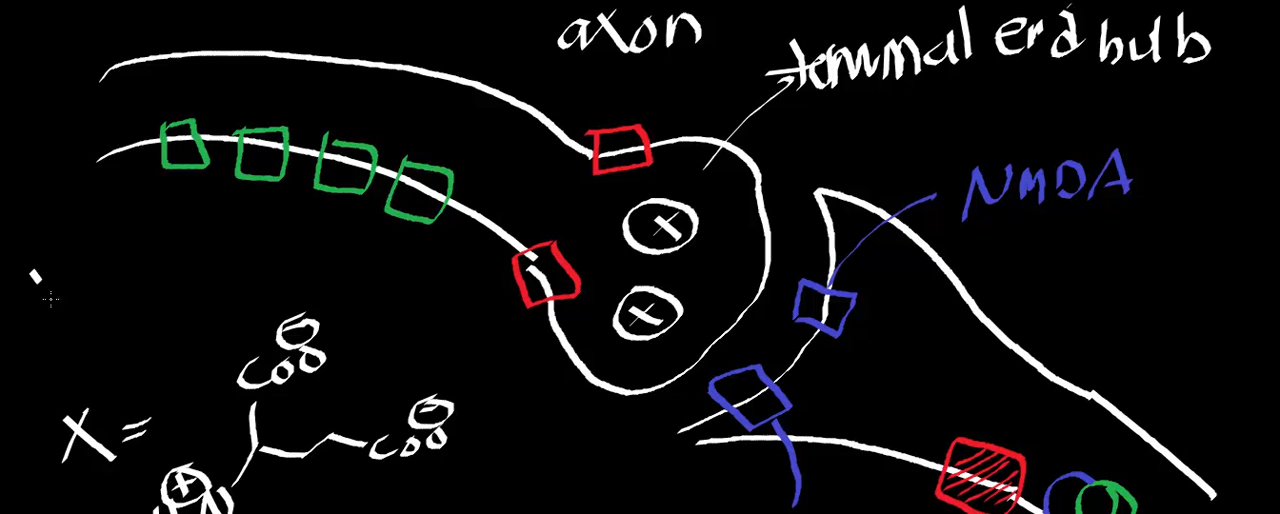 axon
terminal end bulb
NMDA
x
x
COO⊖
X =
COO⊖
⊕